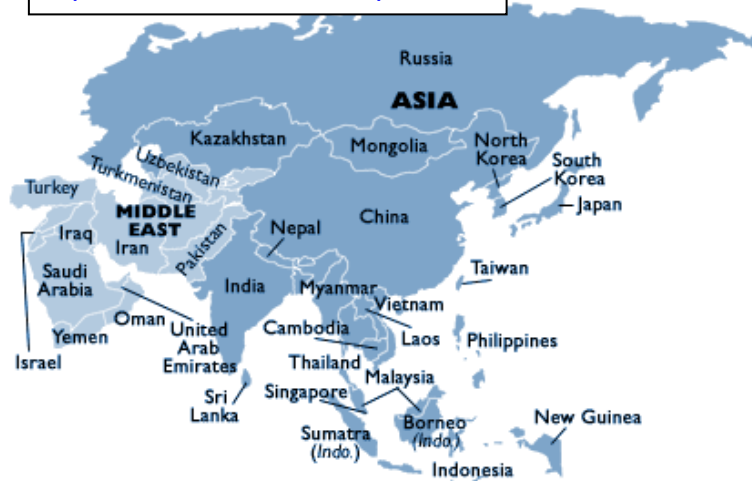 Russia
ASIA
Kazakhstan
Mongolia
North
Korea
South
Korea
Japan
Uzbekistan
Turkmenistan
Turkey
MIDDLE
EAST
China
Iraq
Iran
Pakistan
Nepal
Saudi
Arabia
India
Myanmar
Taiwan
Vietnam
Yemen
Oman
United
Arab
Emirates
Israel
Cambodia
Laos
Philippines
Thailand
Malaysia
Sri
Lanka
Singapore
Sumatra
(Indo.)
Borneo
(Indo.)
New Guinea
Indonesia